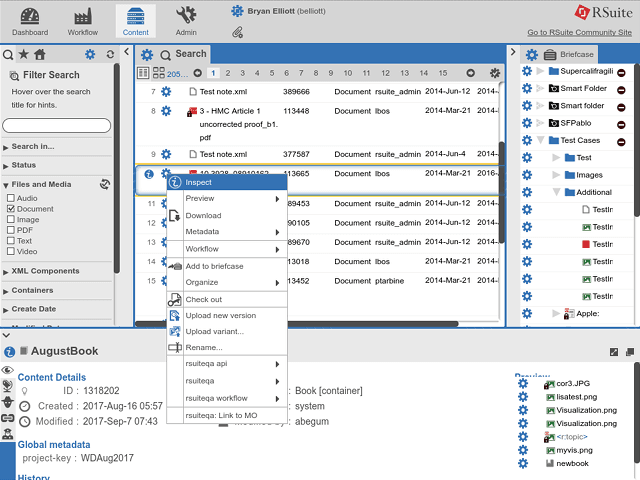 Dashboard Workflow Content Admin
Bryan Elliott (belliott)
RSuite
Go to RSuite Community Site
Search
Briefcase
Filter Search
Hover over the search
title for hints.
Search in...
Status
Files and Media
Audio
Document
Image
PDF
Text
Video
XML Components
Containers
Create Date
205... 1 2 3 4 5 6 7 8 9 10 11 12 13 14 15
7 Test note.xml 389666 Document rsuite_admin 2014-Jun-12 2014-
8 3 - HMC Article 1 113448 Document lbos 2014-Mar-21 2014-
uncorrected proof_b1.
pdf
9 Test note.xml 377587 Document rsuite_admin 2014-Jun-4 2014-
113665 Document lbos 2014-Mar-21 2016-
11 89453 Document rsuite_admin 2014-Jun-12 2014-
12 90105 Document rsuite_admin 2014-Jun-12 2014-
13 89670 Document rsuite_admin 2014-Jun-12 2014-
14 13018 Document lbos 2014-Mar-21 2014-
15 13452 Document ptarbine 2014-Mar-21 2014-
Inspect
Preview
Download
Metadata
Workflow
Add to briefcase
Organize
Check out
Upload new version
Upload variant...
Rename...
rsuiteqa api
rsuiteqa
rsuiteqa workflow
rsuiteqa: Link to MO
Supercalifragili
Smart Folder
Smart folder
SFPablo
Test Cases
Test
Images
Additional
TestIn
TestIn
TestIn
TestIn
TestIn
TestIn
Apple:
AugustBook
Content Details
ID : 1318202
: Book [container]
Created : 2017-Aug-16 05:57
: system
Modified : 2017-Sep-7 07:43
: abegum
Global metadata
project-key : WDAug2017
History
Preview
cor3.JPG
lisatest.png
Visualization.png
Visualization.png
<r:topic>
myvis.png
newbook